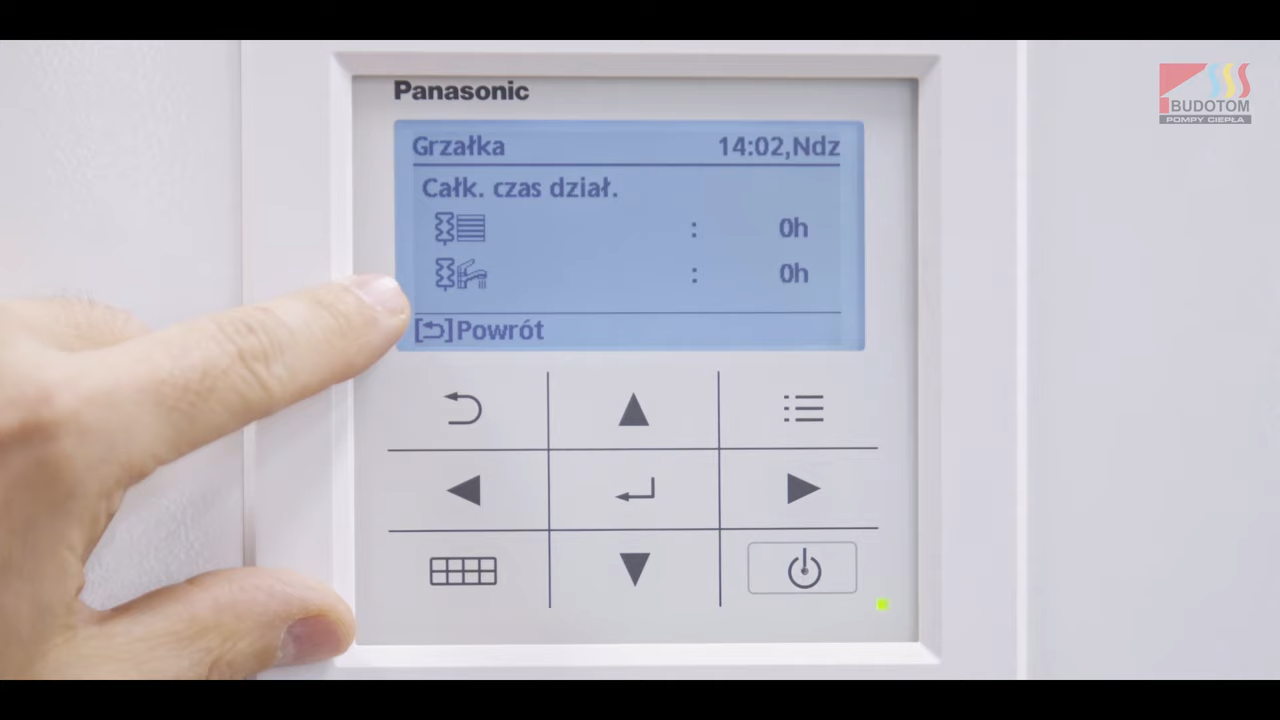 Panasonic
Grzałka 14:02,Ndz
Całk. czas dział.
: 0h
: 0h
[⮌]Powrót
BUDOTOM
POMPY CIEPŁA